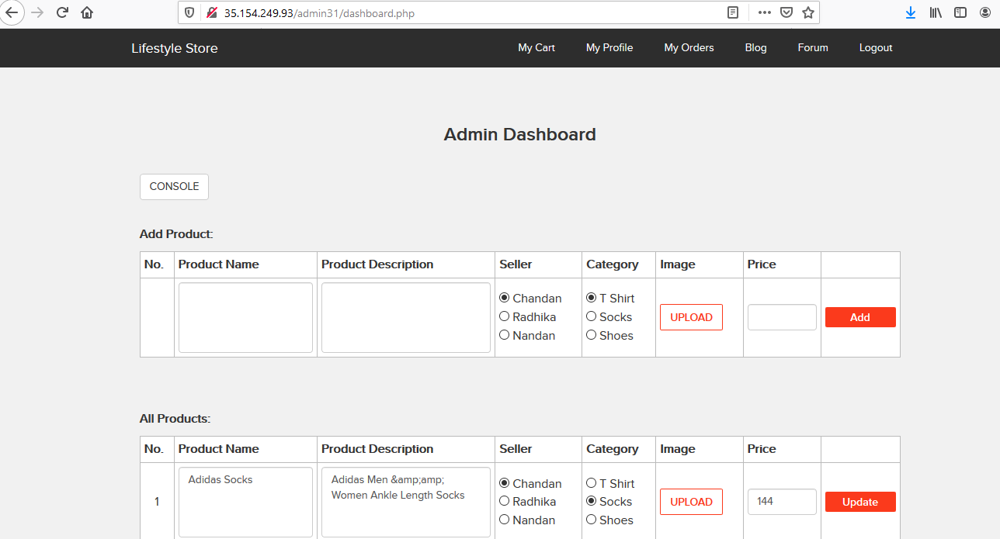 35.154.249.93/admin31/dashboard.php
Lifestyle Store My Cart My Profile My Orders Blog Forum Logout
Admin Dashboard
CONSOLE
Add Product:
No. Product Name Product Description Seller Category Image Price
Chandan T Shirt
Radhika Socks UPLOAD Add
Nandan Shoes
All Products:
No. Product Name Product Description Seller Category Image Price
Adidas Socks Adidas Men &amp;amp; Chandan T Shirt
1 Women Ankle Length Socks Radhika Socks UPLOAD 144 Update
Nandan Shoes